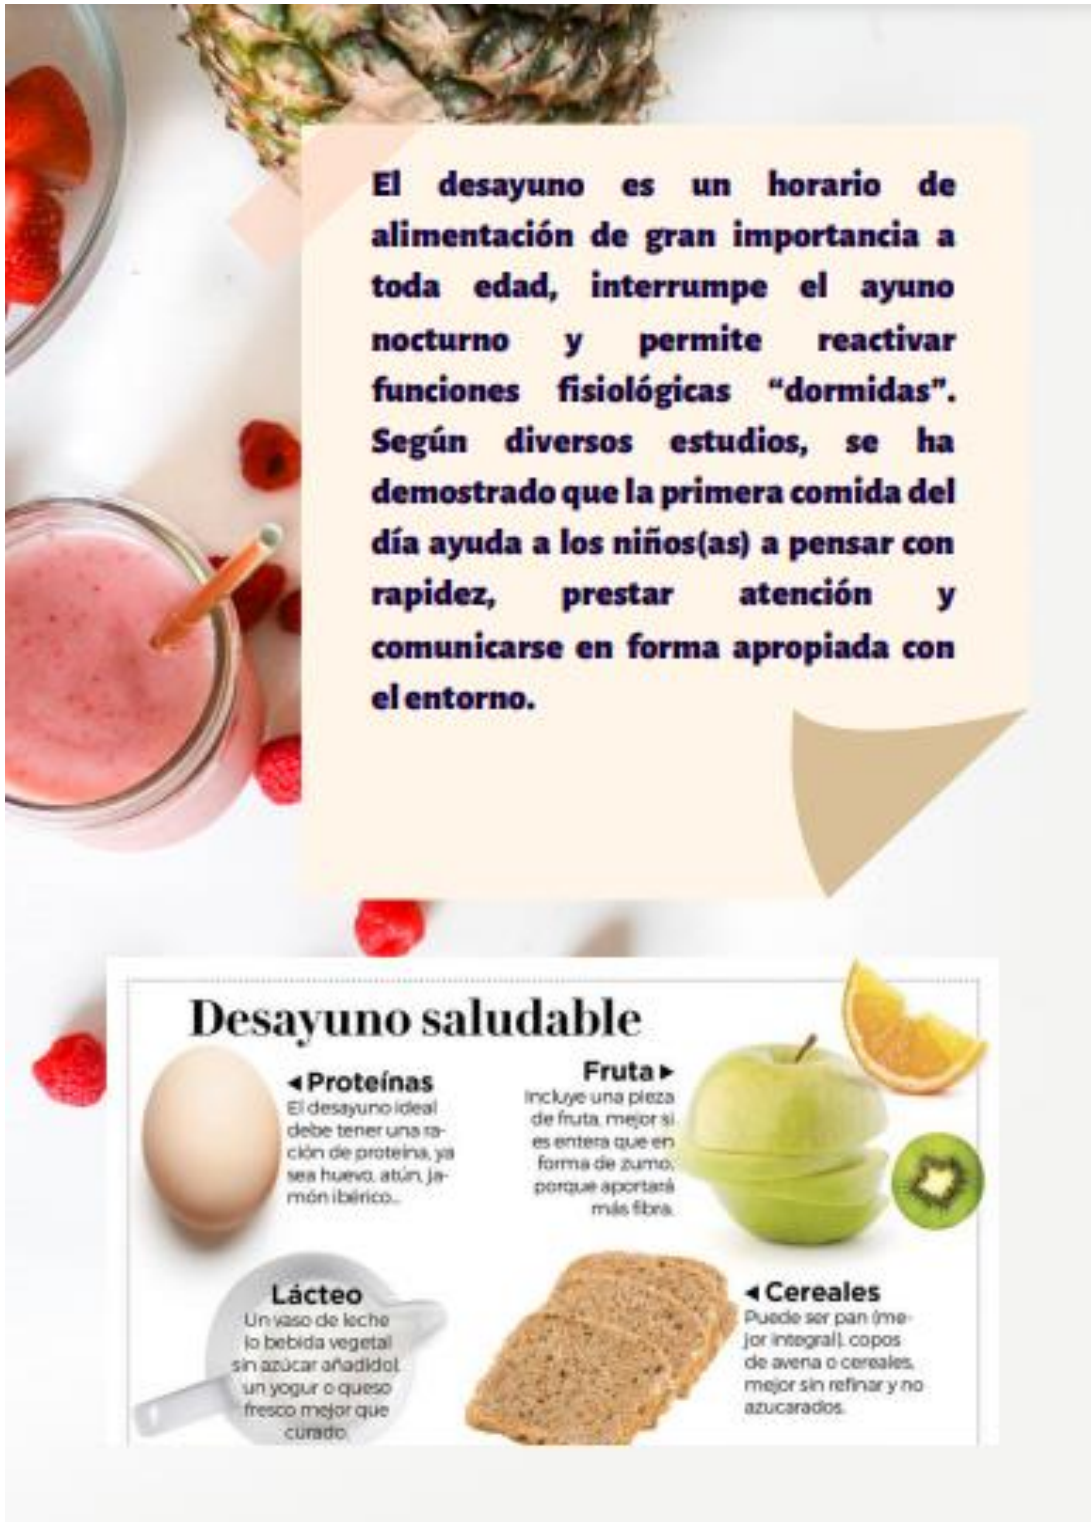 El desayuno es un horario de
alimentación de gran importancia a
toda edad, interrumpe el ayuno
nocturno y permite reactivar
funciones fisiológicas “dormidas”.
Según diversos estudios, se ha
demostrado que la primera comida del
día ayuda a los niños(as) a pensar con
rapidez, prestar atención y
comunicarse en forma apropiada con
el entorno.
Desayuno saludable
◄Proteínas
El desayuno ideal
debe tener una ra-
ción de proteína, ya
sea huevo, atún, ja-
món ibérico...
Fruta►
Incluye una pieza
de fruta, mejor si
es entera que en
forma de zumo,
porque aportará
más fibra.
Lácteo
Un vaso de leche
(o bebida vegetal
sin azúcar añadido),
un yogur o queso
fresco mejor que
curado.
◄Cereales
Puede ser pan (me-
jor integral), copos
de avena o cereales,
mejor sin refinar y no
azucarados.